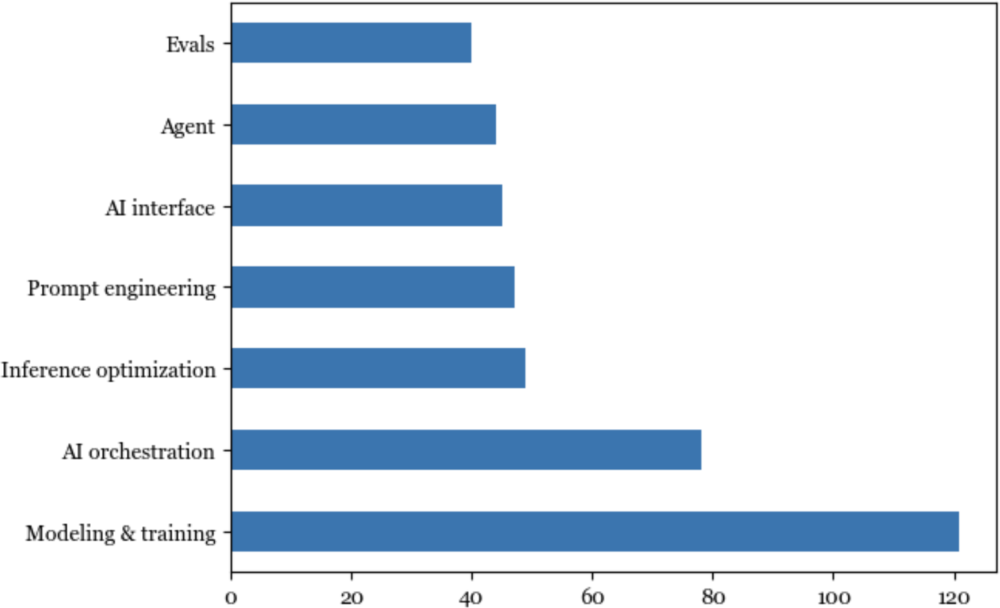 Evals
Agent
AI interface
Prompt engineering
Inference optimization
AI orchestration
Modeling & training
0 20 40 60 80 100 120